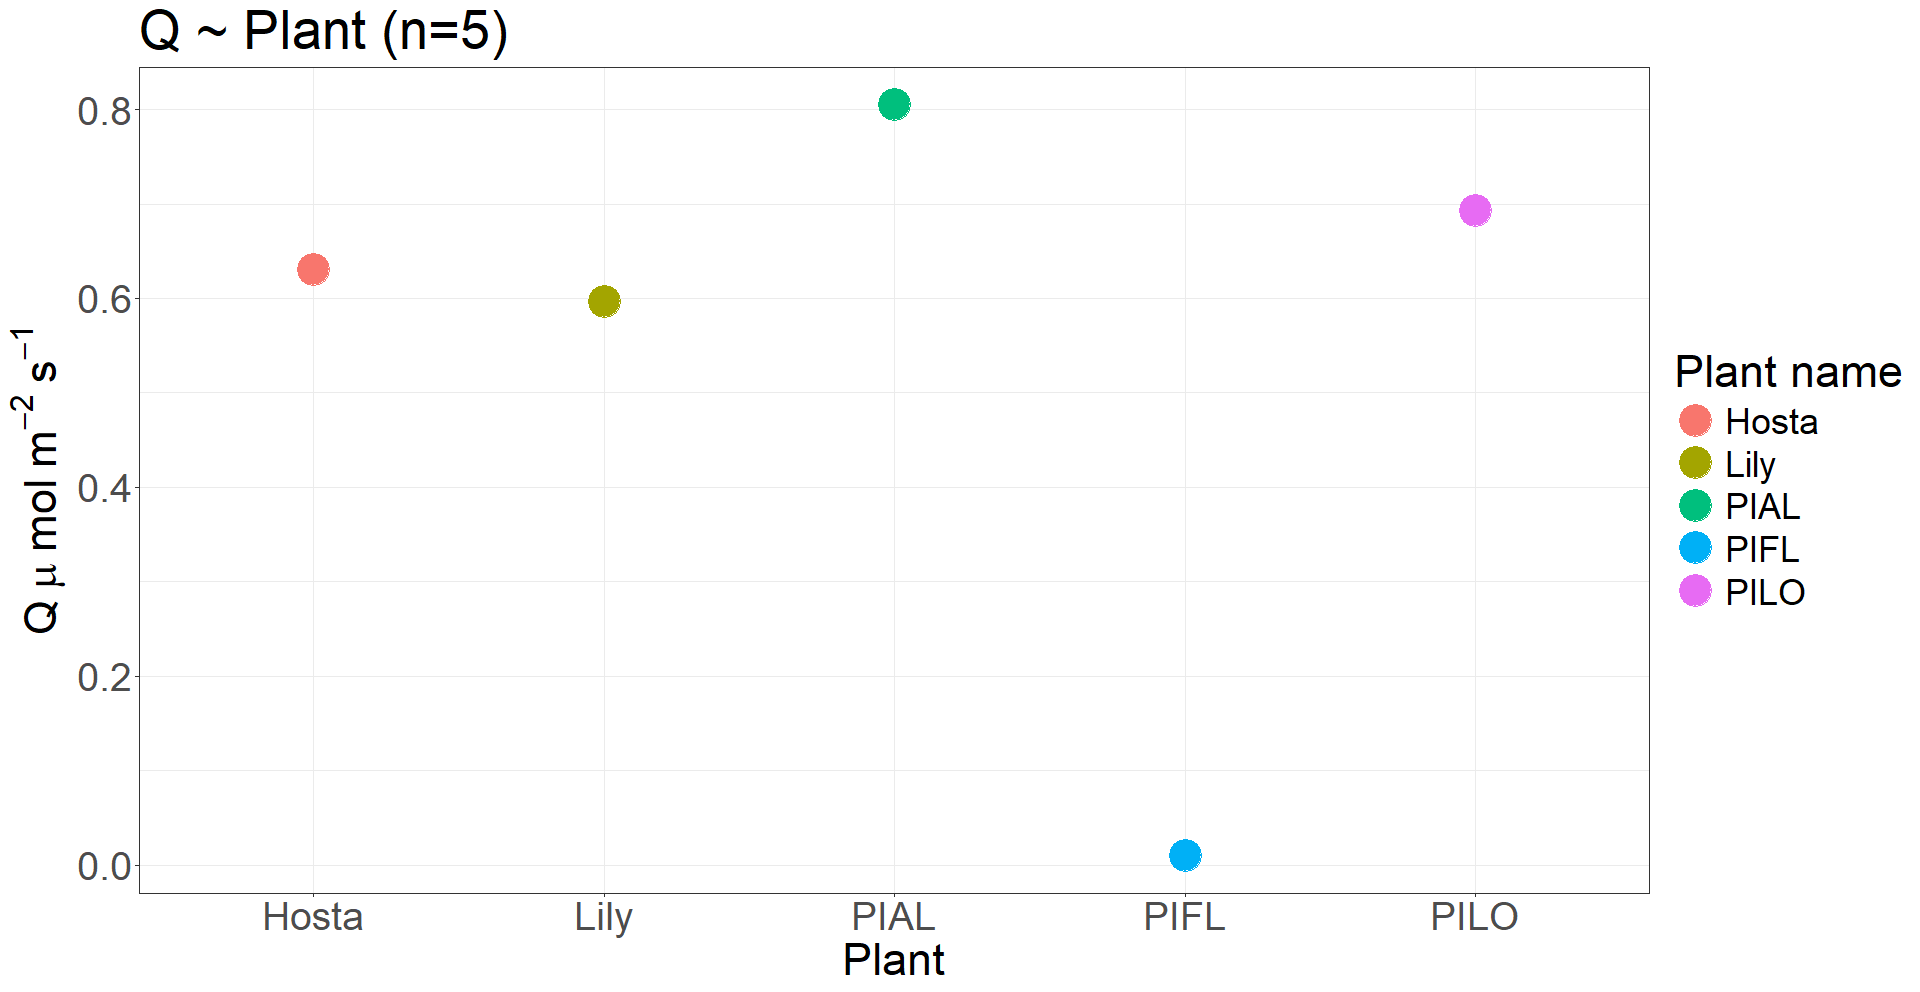 Q ~ Plant (n=5)
0.8
0.6
0.4
0.2
0.0
Q μ mol m⁻² s⁻¹
Hosta
Lily
PIAL
PIFL
PILO
Plant
Plant name
Hosta
Lily
PIAL
PIFL
PILO